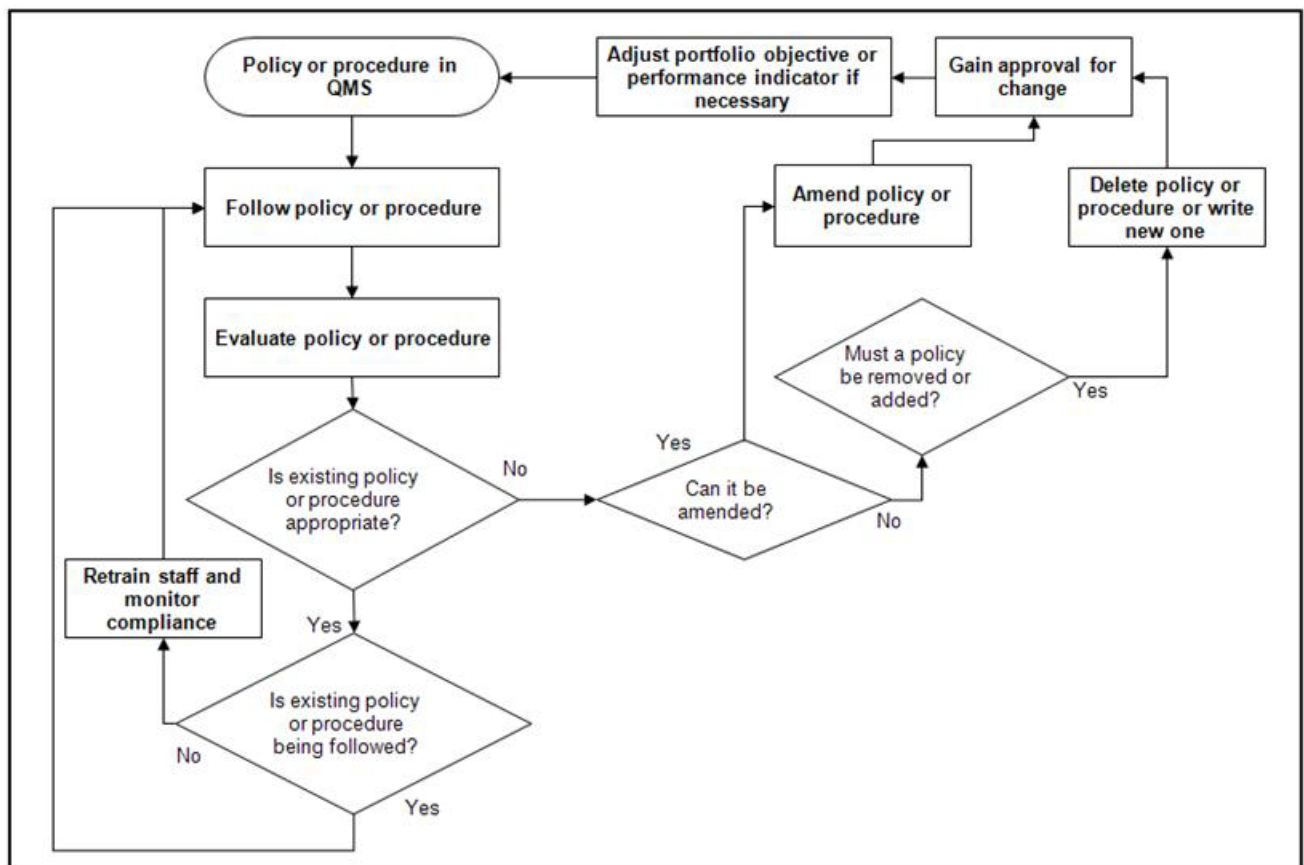 Policy or procedure in
QMS
Adjust portfolio objective or
performance indicator if
necessary
Gain approval for
change
Follow policy or procedure
Amend policy or
procedure
Delete policy or
procedure or write
new one
Evaluate policy or procedure
Must a policy
be removed or
added?
Yes
Is existing policy
or procedure
appropriate?
No
Yes
Can it be
amended?
No
Retrain staff and
monitor
compliance
Yes
Is existing policy
or procedure
being followed?
No
Yes